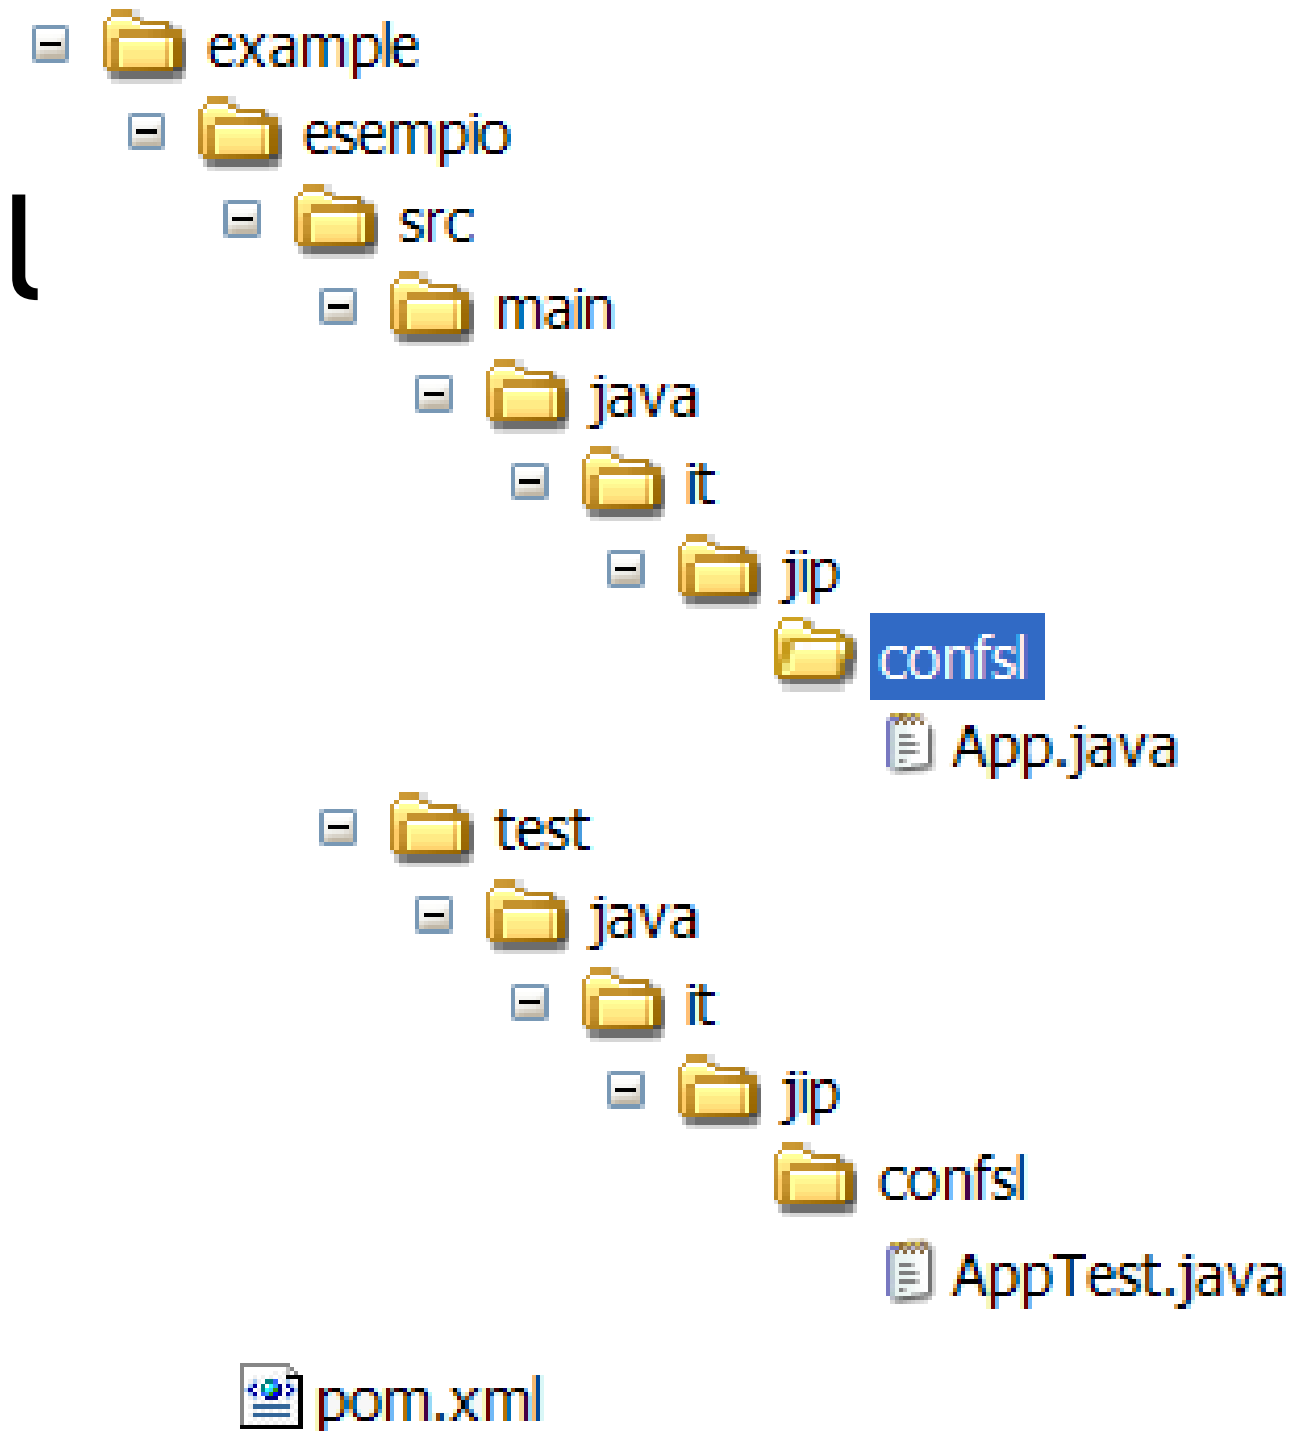 example
esempio
src
l
main
java
it
jip
confsl
App.java
test
java
it
jip
confsl
AppTest.java
pom.xml